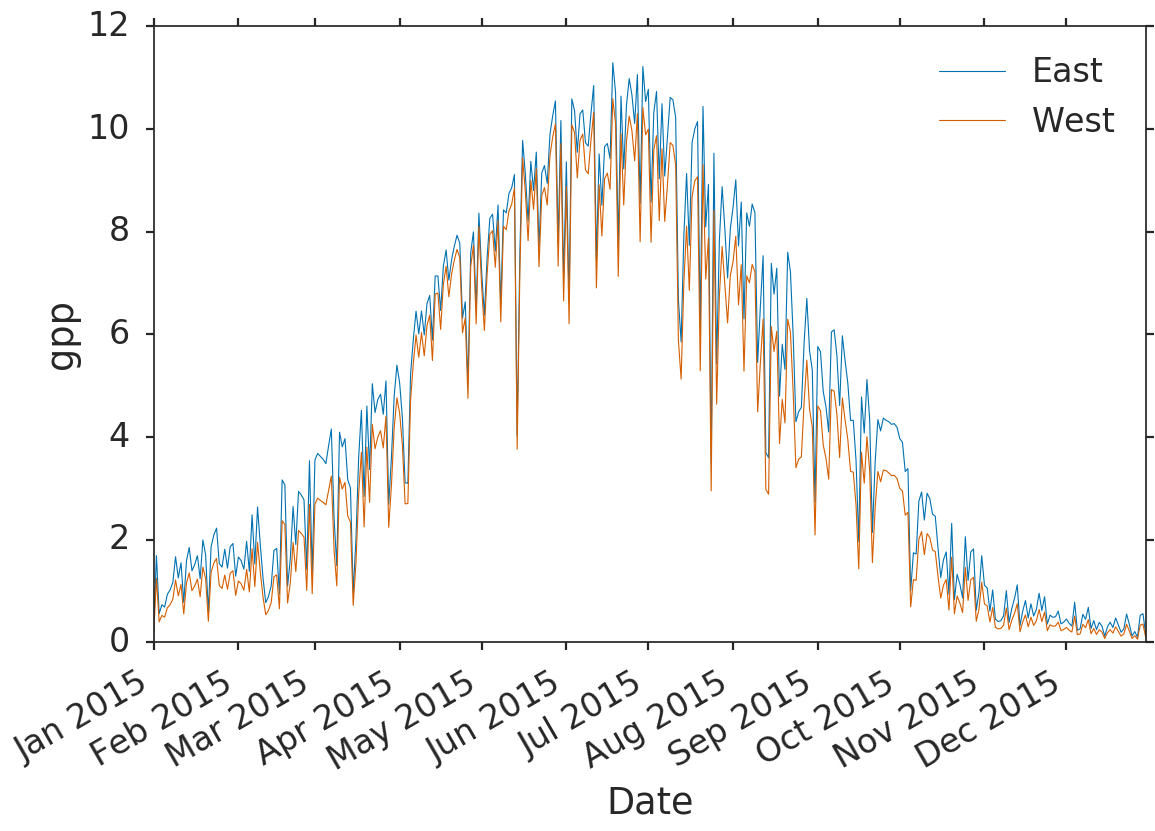 12
10
8
6
4
2
0
gpp
East
West
Jan 2015
Feb 2015
Mar 2015
Apr 2015
May 2015
Jun 2015
Jul 2015
Aug 2015
Sep 2015
Oct 2015
Nov 2015
Dec 2015
Date